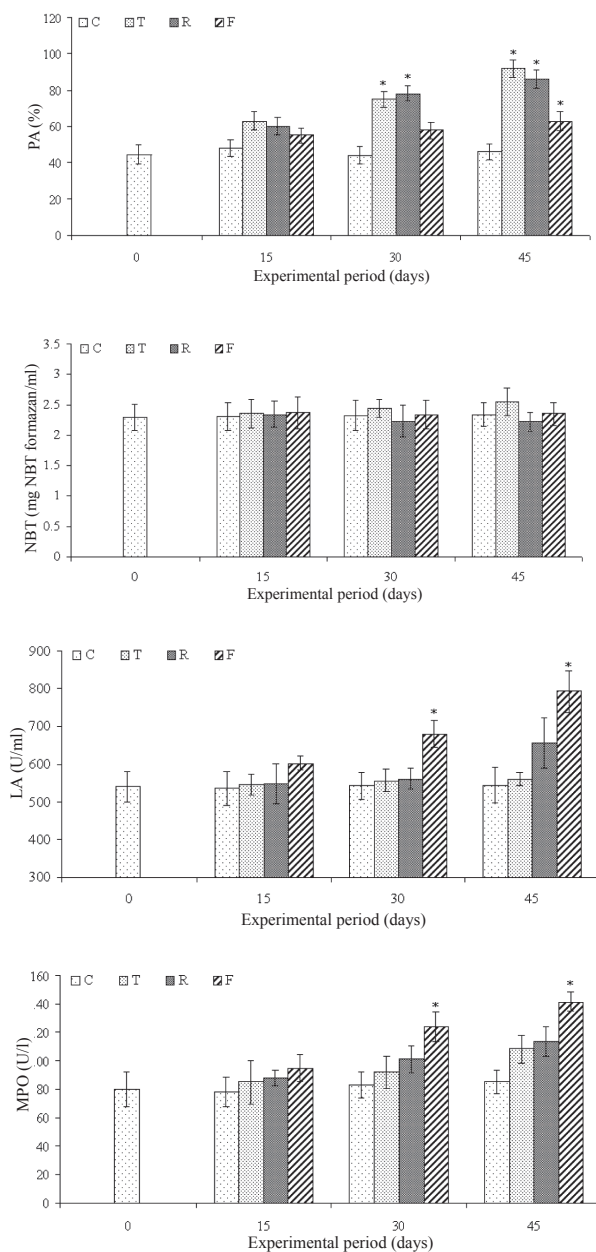 120
100
80
60
40
20
0
PA (%)
C T R F
* * * * *
0 15 30 45
Experimental period (days)
3.5
3
2.5
2
1.5
1
0.5
0
NBT (mg NBT formazan/ml)
C T R F
0 15 30 45
Experimental period (days)
900
800
700
600
500
400
300
LA (U/ml)
C T R F
* *
0 15 30 45
Experimental period (days)
160
140
120
100
80
60
40
20
0
MPO (U/l)
C T R F
* *
0 15 30 45
Experimental period (days)